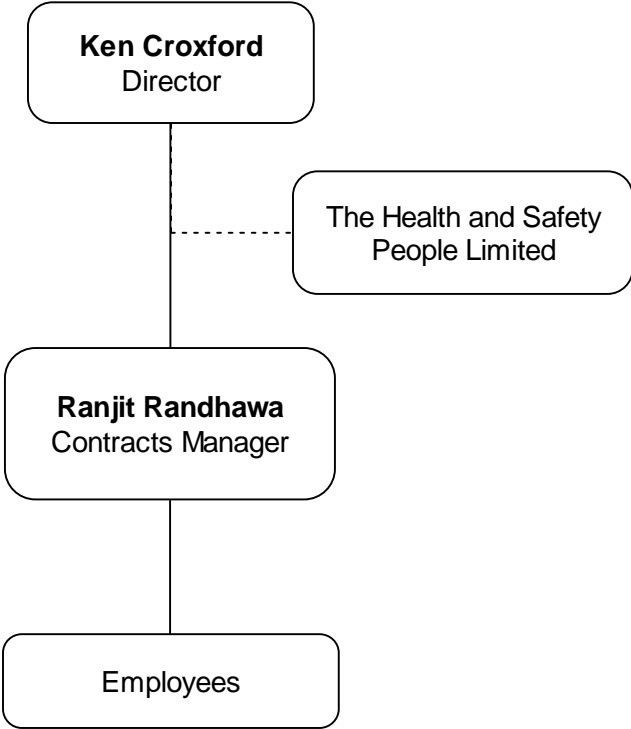 Ken Croxford
Director
The Health and Safety
People Limited
Ranjit Randhawa
Contracts Manager
Employees